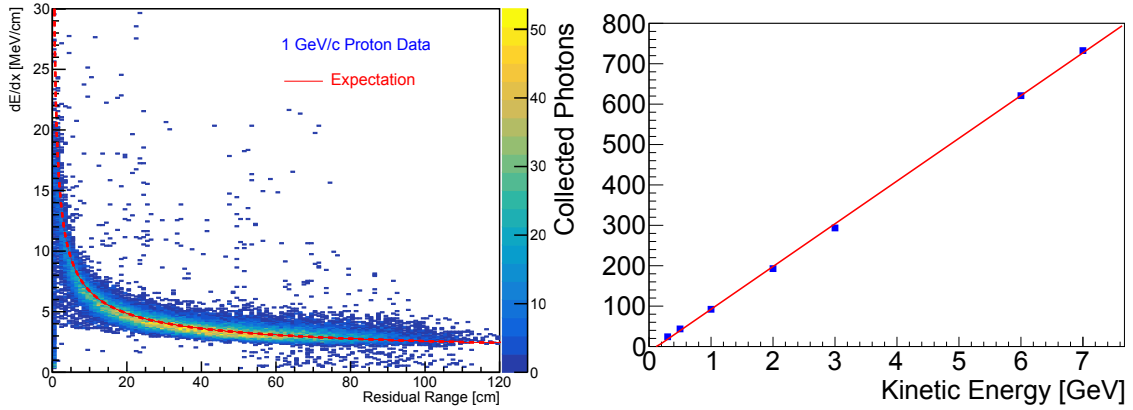 dE/dx [MeV/cm]
30
25
20
15
10
5
0
1 GeV/c Proton Data
Expectation
0 20 40 60 80 100 120
Residual Range [cm]
50
40
30
20
10
0
Collected Photons
800
700
600
500
400
300
200
100
0
0 1 2 3 4 5 6 7
Kinetic Energy [GeV]